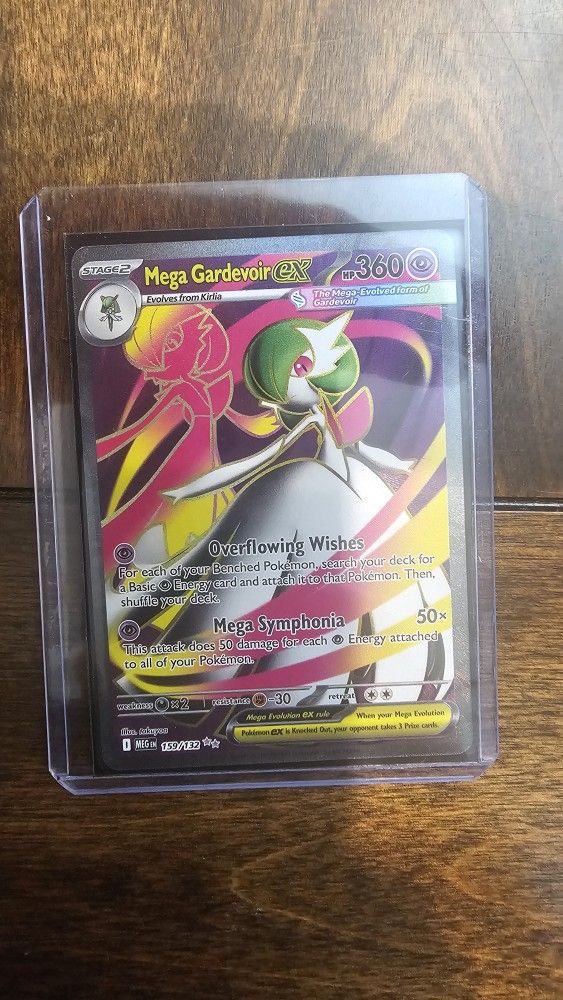 STAGE2 Mega Gardevoir ex HP360
Evolves from Kirlia The Mega-Evolved form of
Gardevoir
Overflowing Wishes
For each of your Benched Pokémon, search your deck for
a Basic Energy card and attach it to that Pokémon. Then,
shuffle your deck.
Mega Symphonia 50×
This attack does 50 damage for each Energy attached
to all of your Pokémon.
weakness ×2 resistance -30 retreat
Mega Evolution ex rule When your Mega Evolution
Pokémon ex is Knocked Out, your opponent takes 3 Prize cards.
Illus. tokuyou
MEG EN 159/132